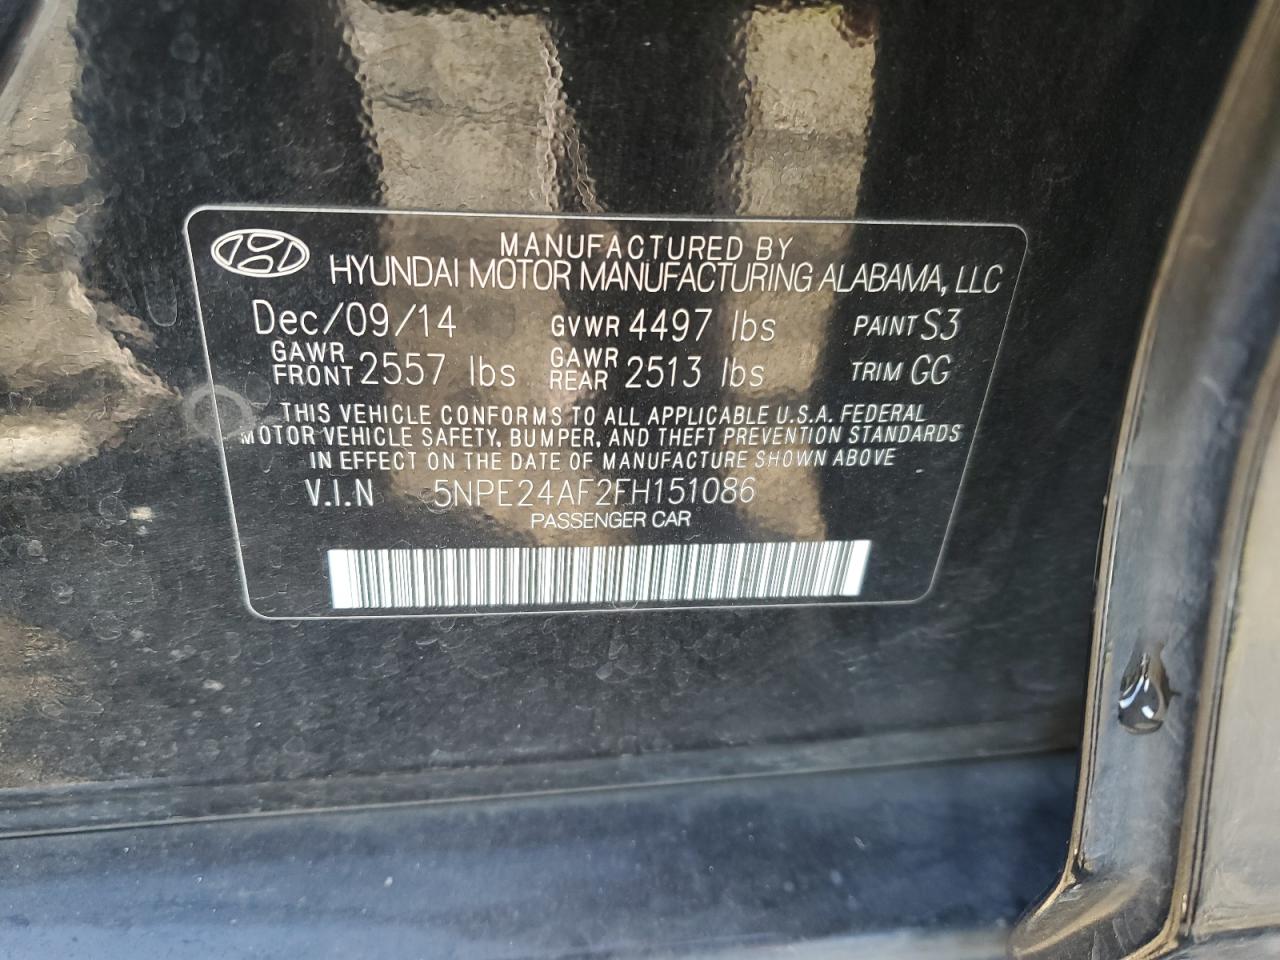 MANUFACTURED BY
HYUNDAI MOTOR MANUFACTURING ALABAMA, LLC
Dec/09/14 GVWR 4497 lbs PAINT S3
GAWR FRONT 2557 lbs GAWR REAR 2513 lbs TRIM GG
THIS VEHICLE CONFORMS TO ALL APPLICABLE U.S.A. FEDERAL
MOTOR VEHICLE SAFETY, BUMPER, AND THEFT PREVENTION STANDARDS
IN EFFECT ON THE DATE OF MANUFACTURE SHOWN ABOVE
V.I.N 5NPE24AF2FH151086
PASSENGER CAR